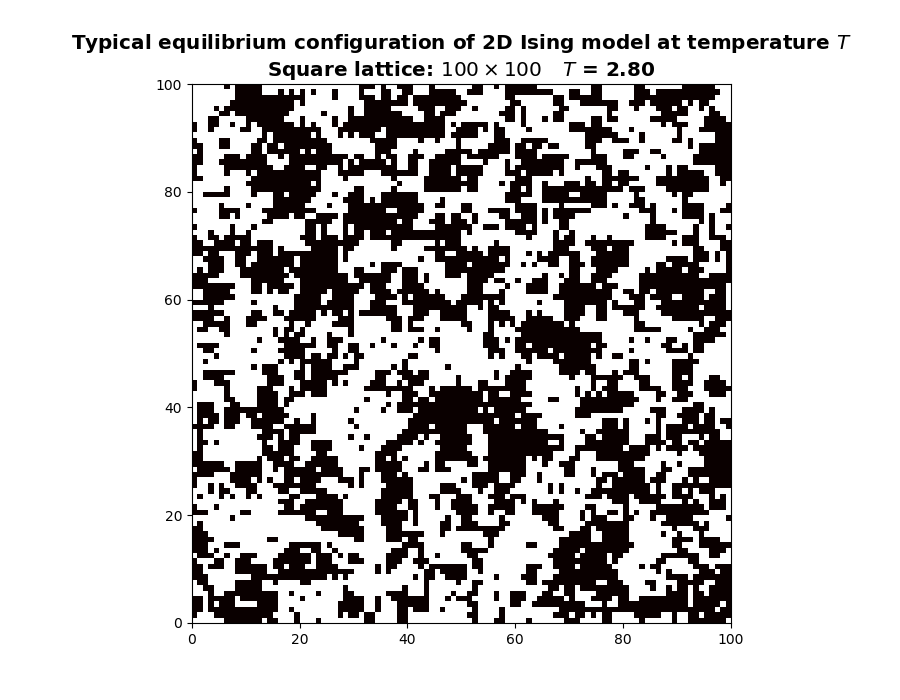 Typical equilibrium configuration of 2D Ising model at temperature T
Square lattice: 100 × 100 T = 2.80
100
80
60
40
20
0
0 20 40 60 80 100